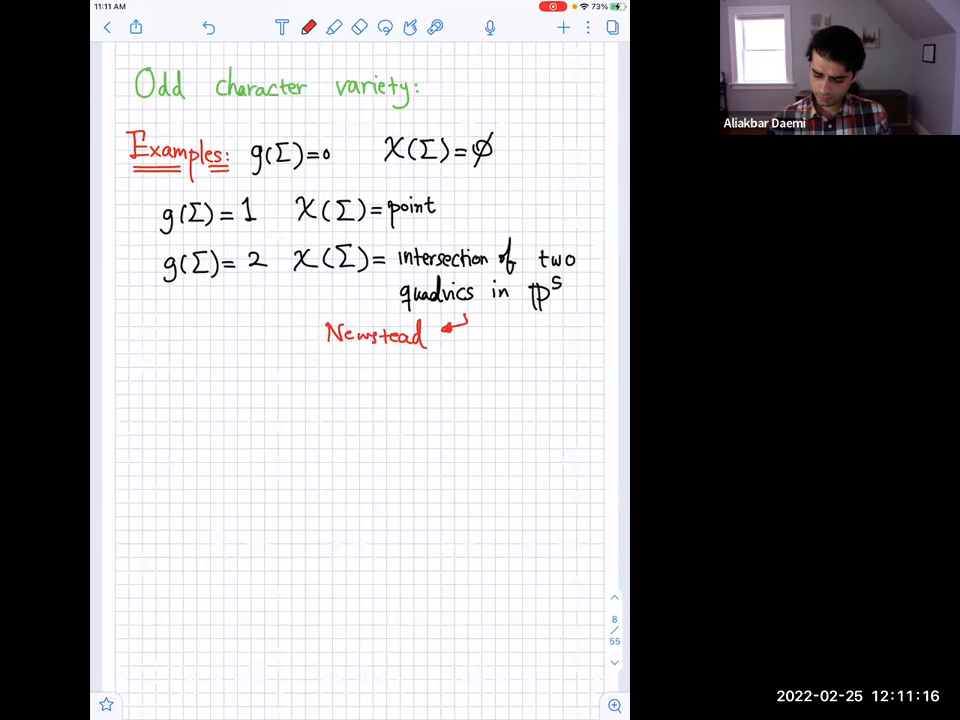 11:11 AM
73%
Odd character variety:
Examples: g(Σ)=0 X(Σ)=∅
g(Σ)=1 X(Σ)=point
g(Σ)=2 X(Σ)= intersection of two
quadrics in ℙ⁵
Newstead
Aliakbar Daemi
8
/
55
2022-02-25 12:11:16